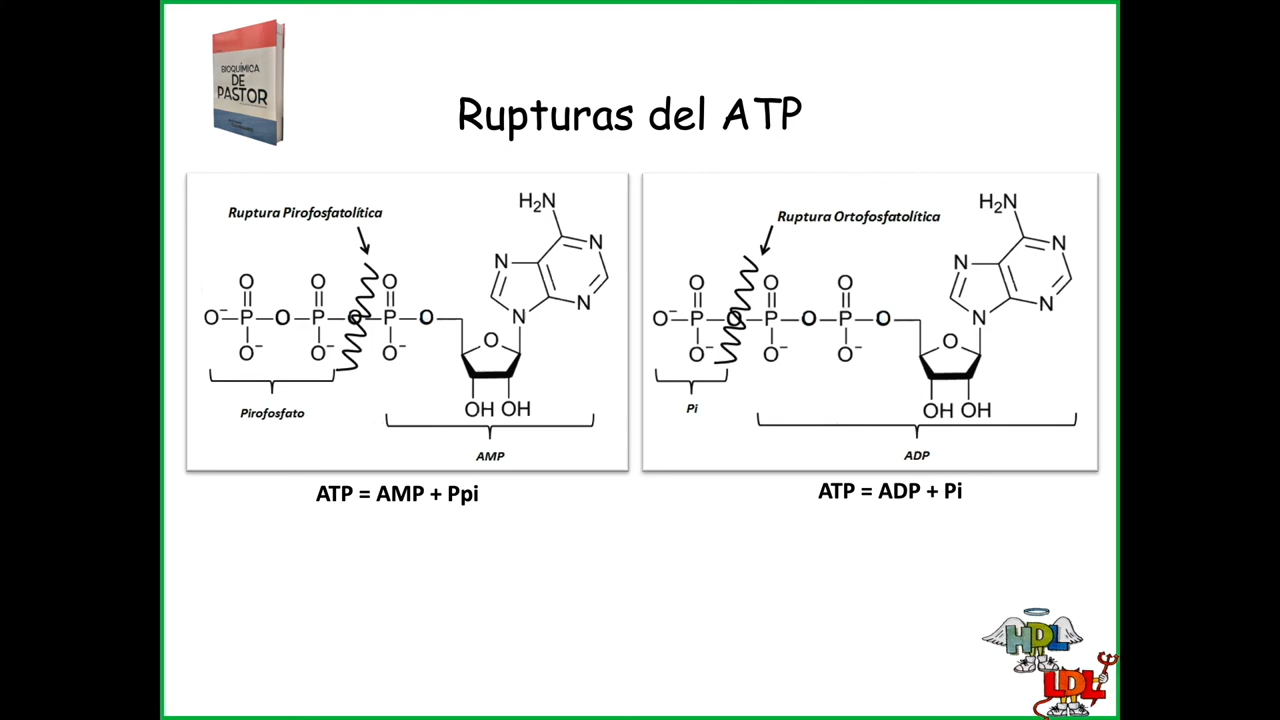 BIOQUÍMICA
DE
PASTOR
Rupturas del ATP
Ruptura Pirofosfatolítica
H₂N
N
N
N
N
O
O
O
O⁻
P
O
P
O
P
O
O⁻
O⁻
O⁻
O
OH OH
Pirofosfato
AMP
ATP = AMP + Ppi
Ruptura Ortofosfatolítica
H₂N
N
N
N
N
O
O
O
O⁻
P
O
P
O
P
O
O⁻
O⁻
O⁻
O
OH OH
Pi
ADP
ATP = ADP + Pi
HDL
LDL